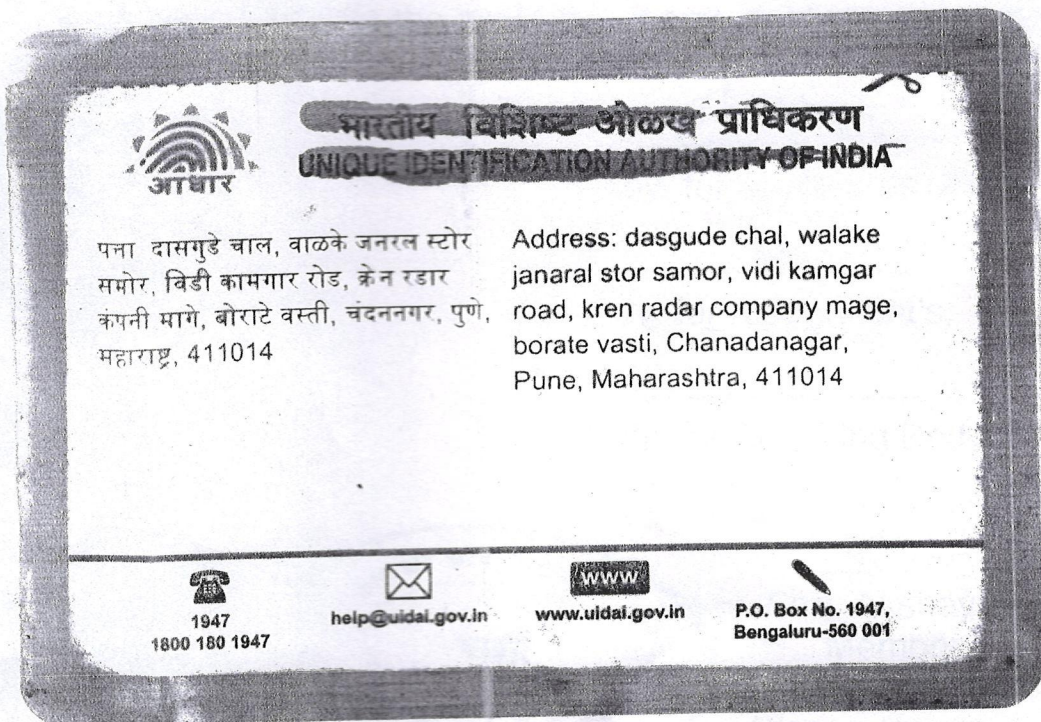 भारतीय विशिष्ट ओळख प्राधिकरण
UNIQUE IDENTIFICATION AUTHORITY OF INDIA
आधार
पत्ता दासगुडे चाल, वाळके जनरल स्टोर
समोर, विडी कामगार रोड, क्रेन रडार
कंपनी मागे, बोराटे वस्ती, चंदननगर, पुणे,
महाराष्ट्र, 411014
Address: dasgude chal, walake
janaral stor samor, vidi kamgar
road, kren radar company mage,
borate vasti, Chanadanagar,
Pune, Maharashtra, 411014
1947
1800 180 1947
help@uidai.gov.in
www
www.uidai.gov.in
P.O. Box No. 1947,
Bengaluru-560 001